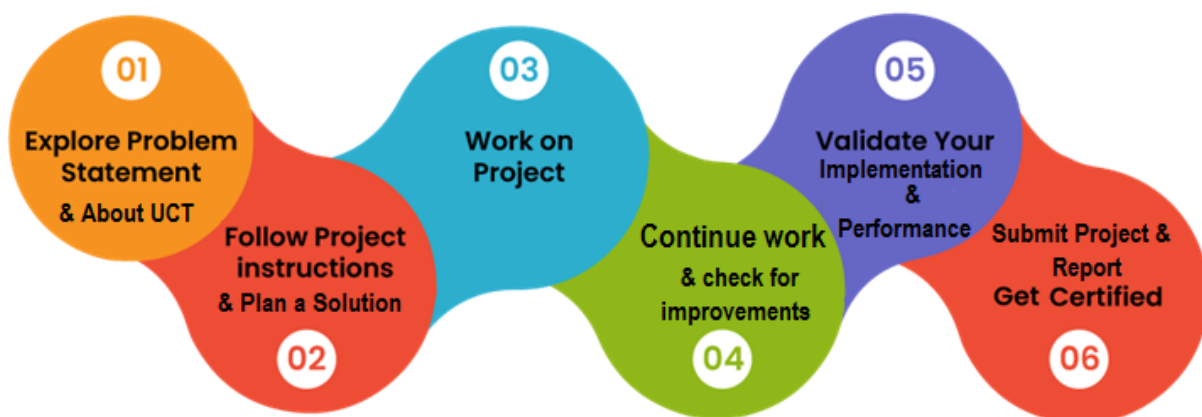 01
Explore Problem
Statement
& About UCT
Follow Project
instructions
& Plan a Solution
02
03
Work on
Project
Continue work
& check for
improvements
04
05
Validate Your
Implementation
&
Performance
Submit Project &
Report
Get Certified
06